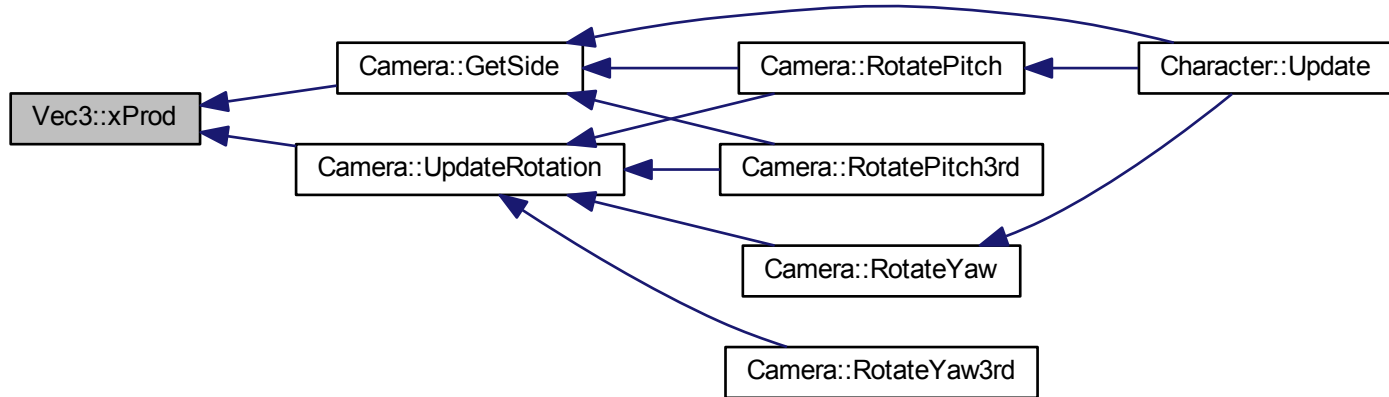 Camera::GetSide
Camera::RotatePitch
Character::Update
Vec3::xProd
Camera::UpdateRotation
Camera::RotatePitch3rd
Camera::RotateYaw
Camera::RotateYaw3rd